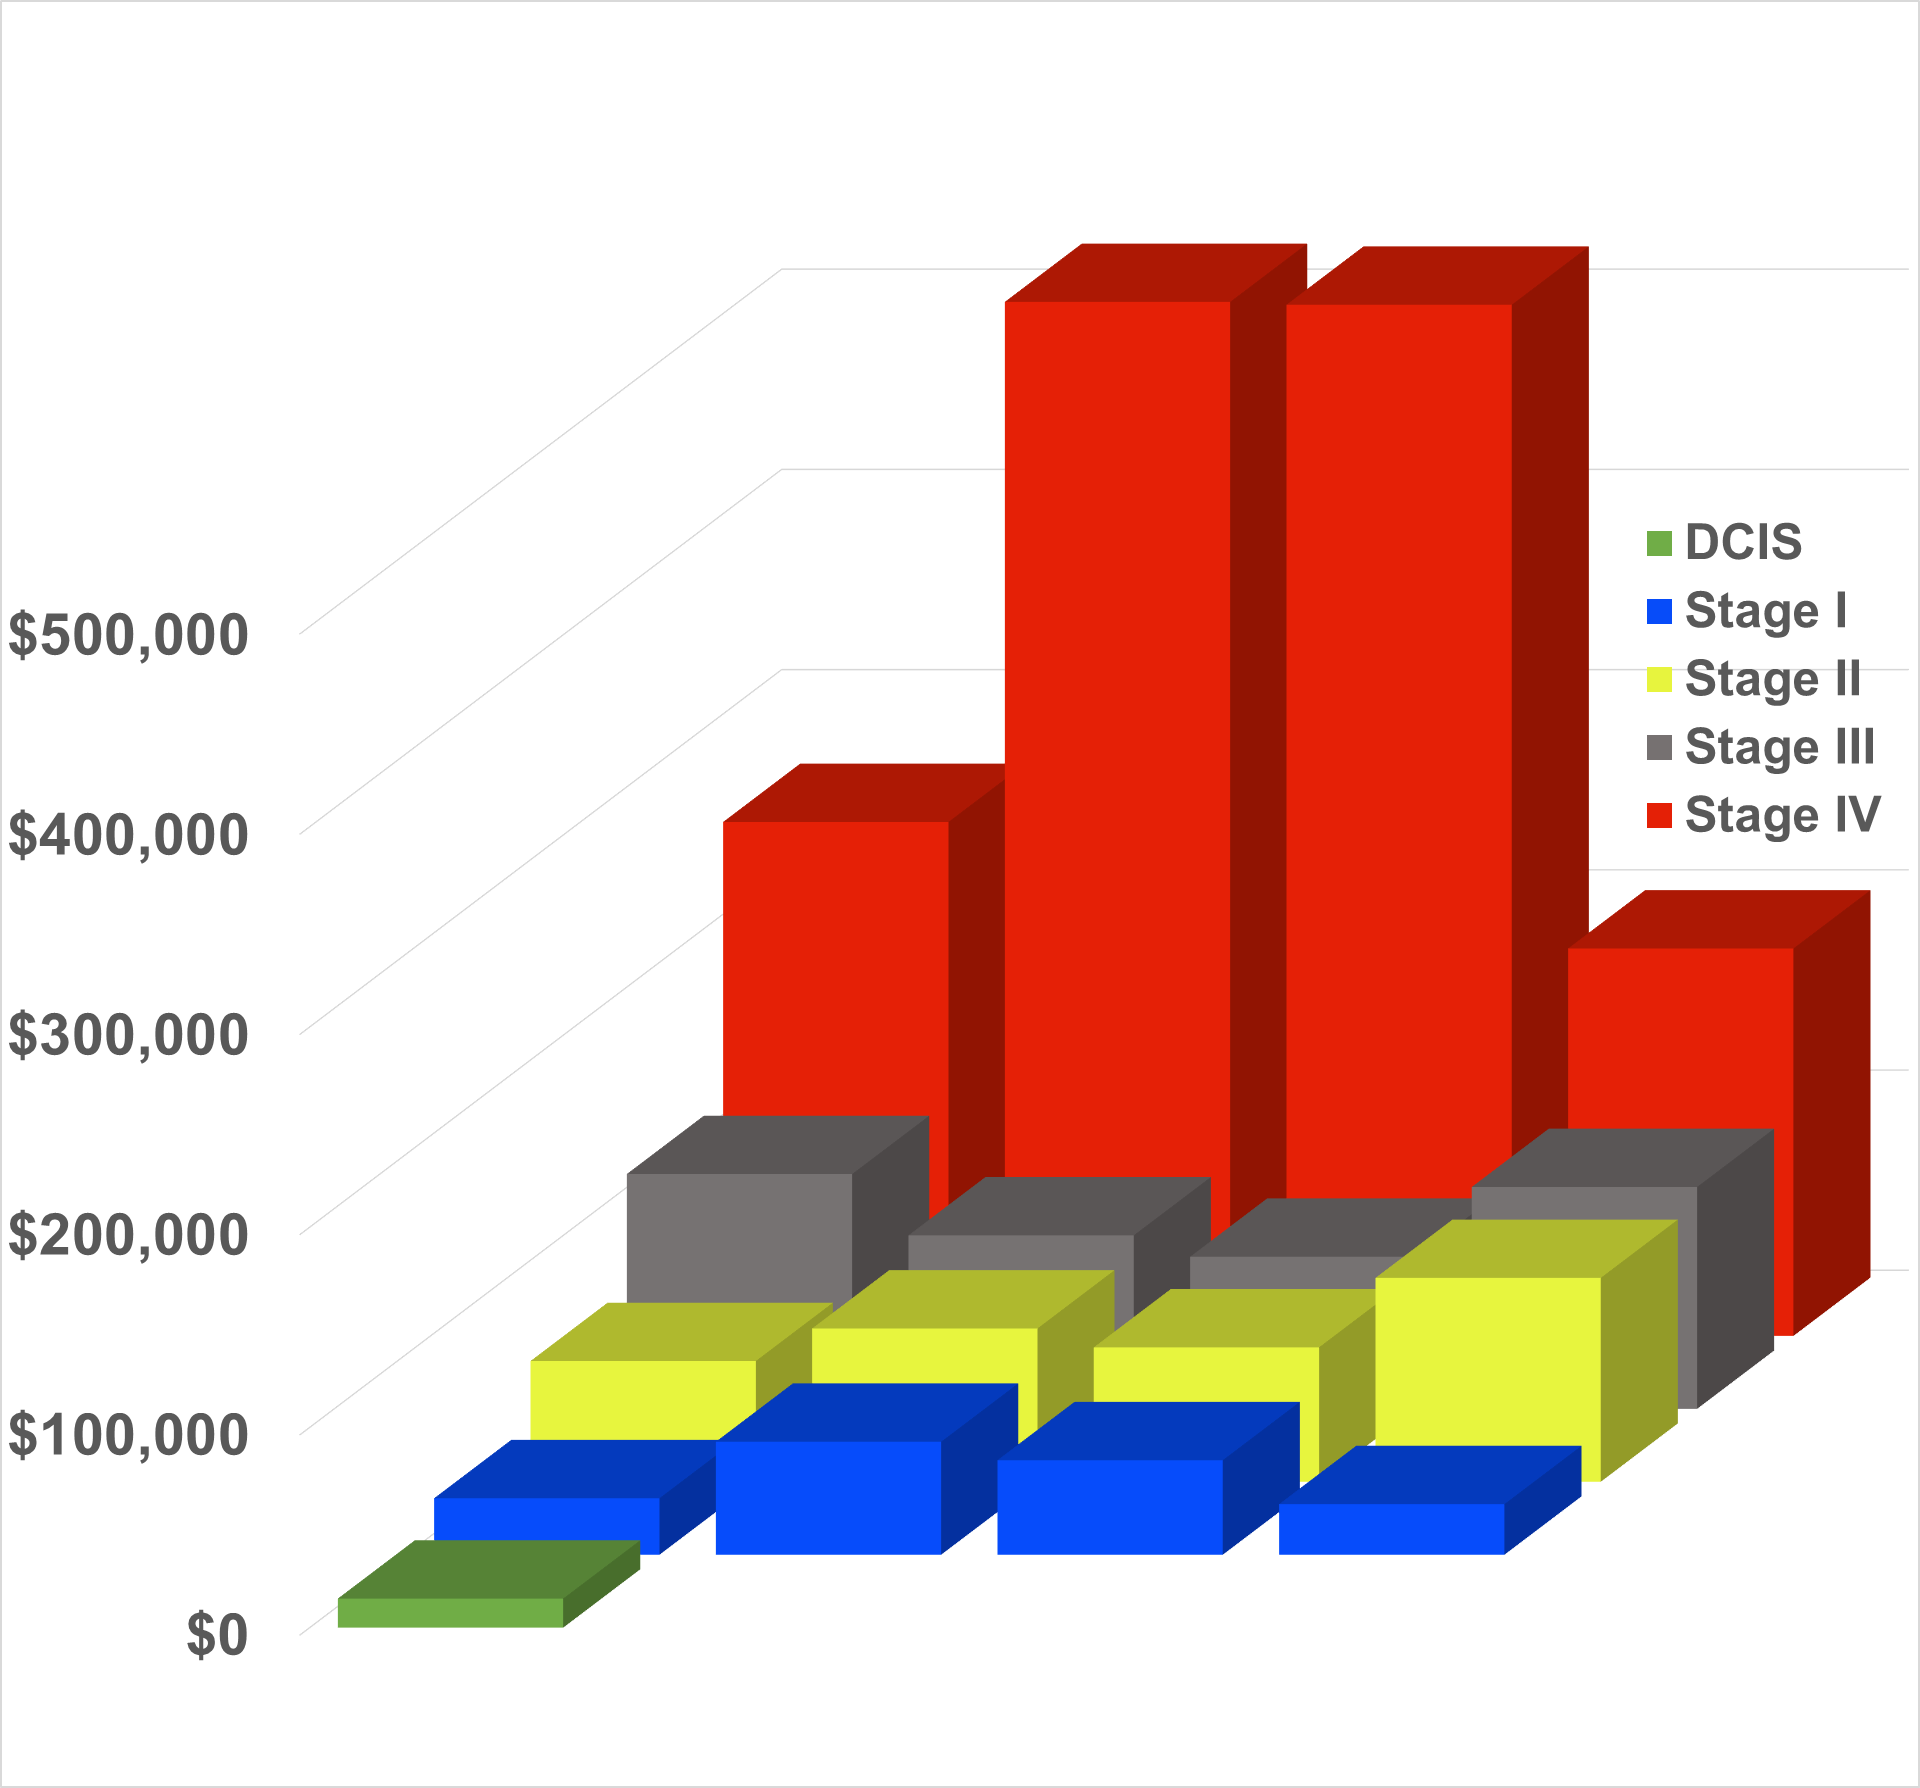 $500,000
$400,000
$300,000
$200,000
$100,000
$0
DCIS
Stage I
Stage II
Stage III
Stage IV